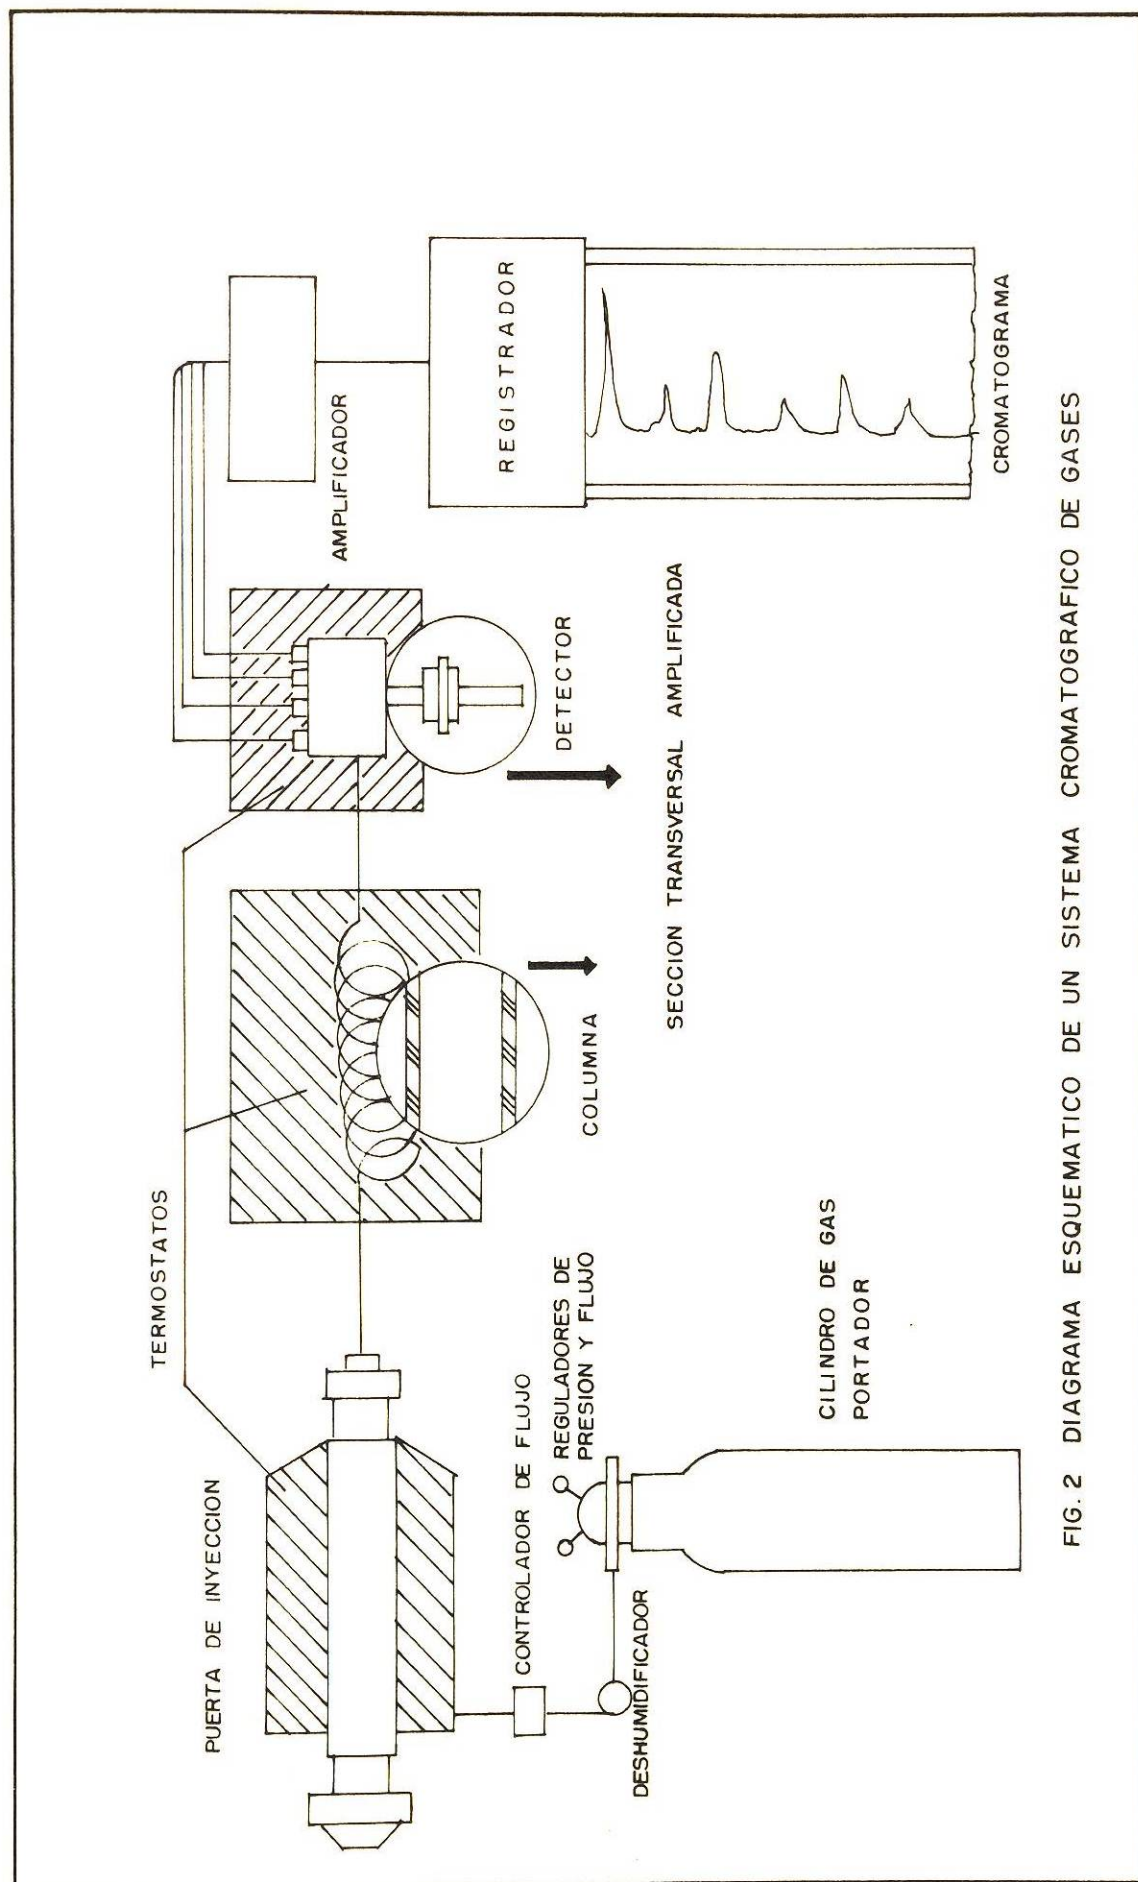 TERMOSTATOS
PUERTA DE INYECCION
AMPLIFICADOR
REGISTRADOR
CONTROLADOR DE FLUJO
REGULADORES DE
PRESION Y FLUJO
COLUMNA
DETECTOR
DESHUMIDIFICADOR
SECCION TRANSVERSAL AMPLIFICADA
CILINDRO DE GAS
PORTADOR
CROMATOGRAMA
FIG. 2 DIAGRAMA ESQUEMATICO DE UN SISTEMA CROMATOGRAFICO DE GASES